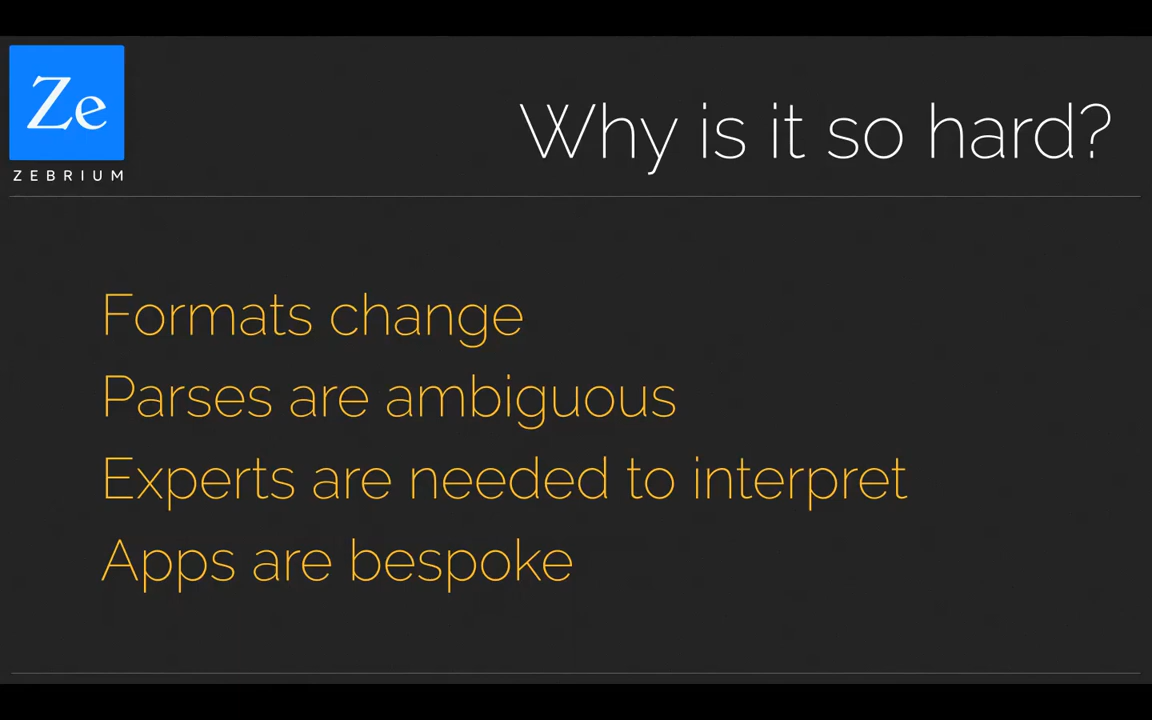 Ze
ZEBRIUM
Why is it so hard?
Formats change
Parses are ambiguous
Experts are needed to interpret
Apps are bespoke